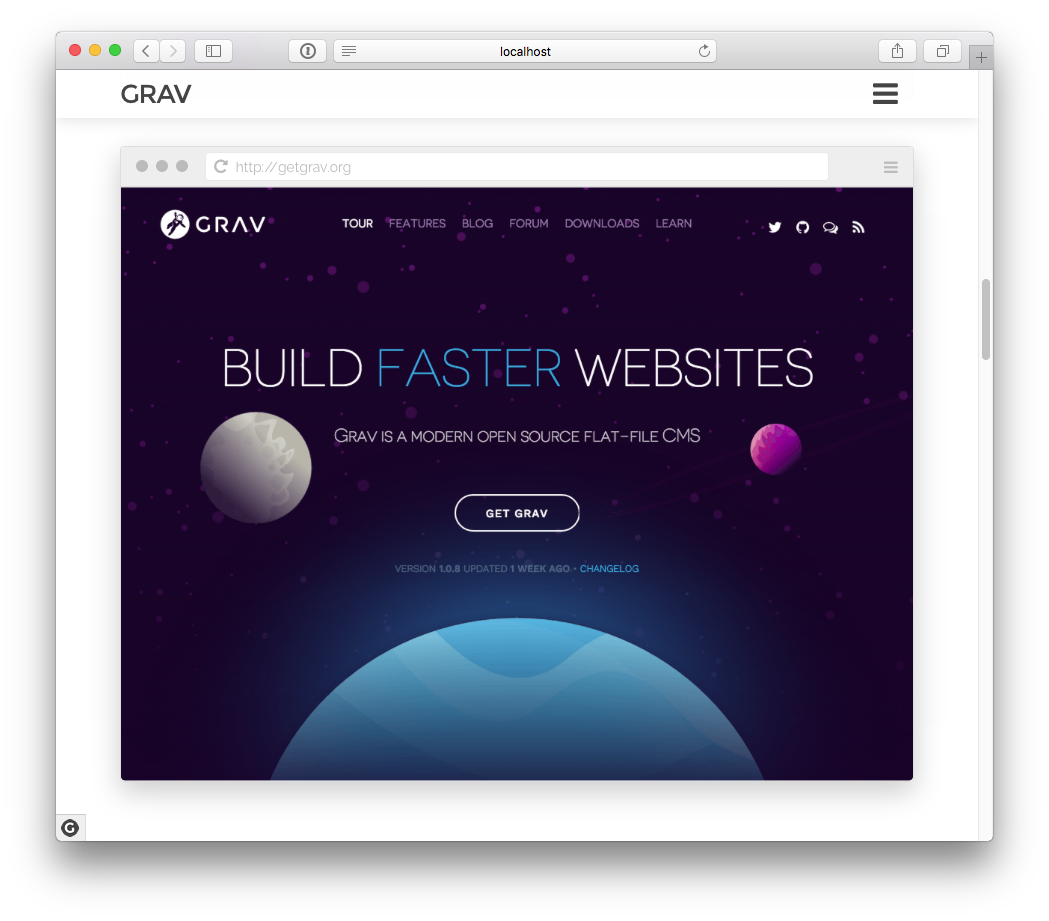 localhost
GRAV
http://getgrav.org
GRAV TOUR FEATURES BLOG FORUM DOWNLOADS LEARN
BUILD FASTER WEBSITES
GRAV IS A MODERN OPEN SOURCE FLAT-FILE CMS
GET GRAV
VERSION 1.0.8 UPDATED 1 WEEK AGO · CHANGELOG